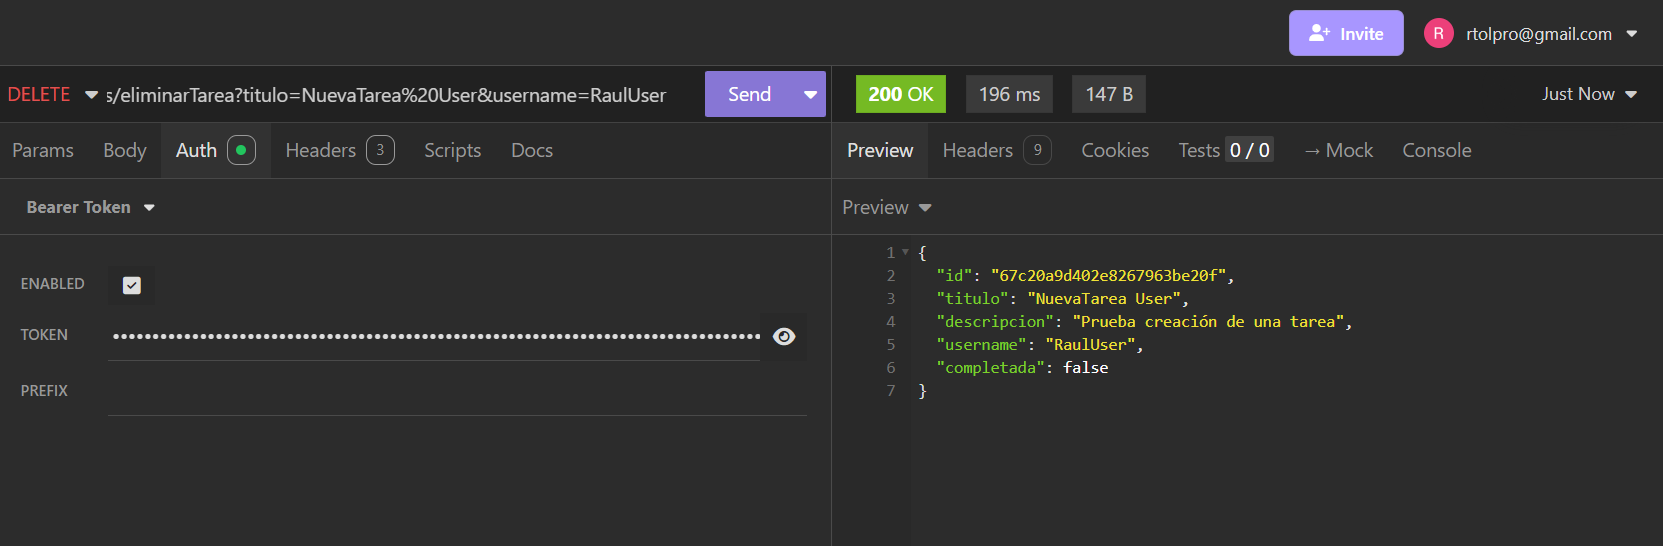 Invite
R rtolpro@gmail.com
DELETE s/eliminarTarea?titulo=NuevaTarea%20User&username=RaulUser Send
200 OK 196 ms 147 B Just Now
Params Body Auth Headers 3 Scripts Docs
Preview Headers 9 Cookies Tests 0 / 0 → Mock Console
Bearer Token
Preview
ENABLED
TOKEN ••••••••••••••••••••••••••••••••••••••••••••••••••••••••••••••••••••••••••••••••
PREFIX
1 {
2 "id": "67c20a9d402e8267963be20f",
3 "titulo": "NuevaTarea User",
4 "descripcion": "Prueba creación de una tarea",
5 "username": "RaulUser",
6 "completada": false
7 }